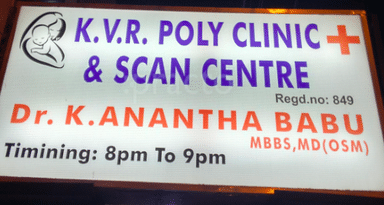 K.V.R. POLY CLINIC
& SCAN CENTRE
Regd.no: 849
Dr. K.ANANTHA BABU
MBBS,MD(OSM)
Timining: 8pm To 9pm